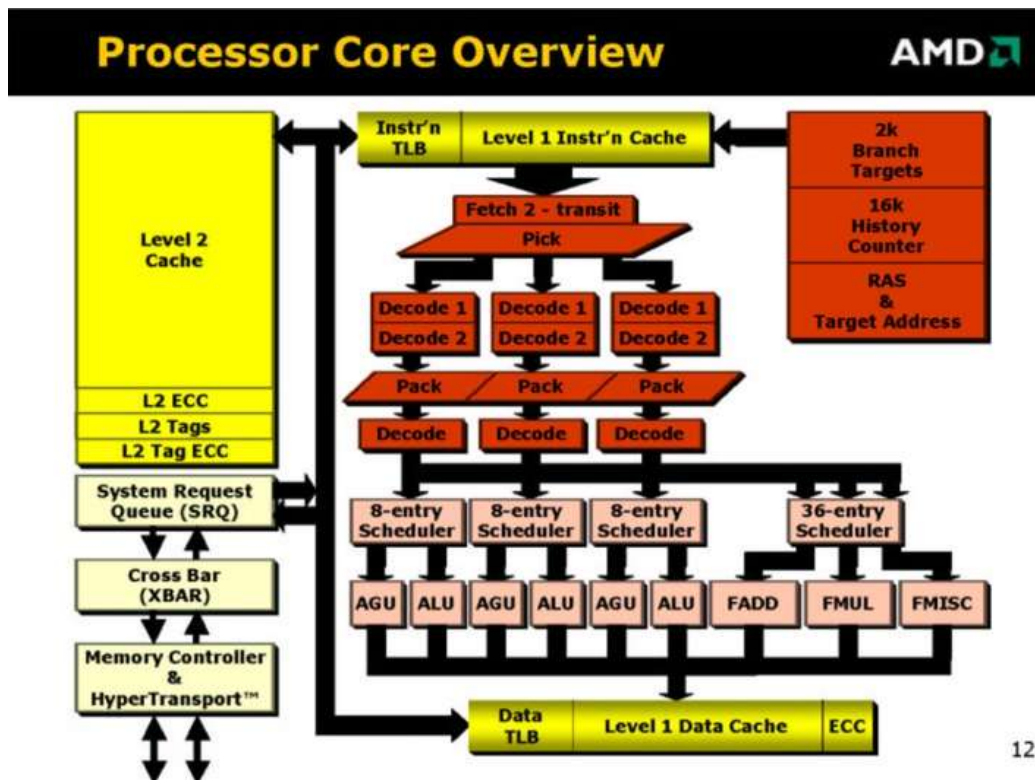 Processor Core Overview
AMD
Level 2
Cache
L2 ECC
L2 Tags
L2 Tag ECC
System Request
Queue (SRQ)
Cross Bar
(XBAR)
Memory Controller
&
HyperTransport™
Instr'n
TLB
Level 1 Instr'n Cache
2k
Branch
Targets
16k
History
Counter
RAS
&
Target Address
Fetch 2 - transit
Pick
Decode 1 Decode 1 Decode 1
Decode 2 Decode 2 Decode 2
Pack Pack Pack
Decode Decode Decode
8-entry
Scheduler
8-entry
Scheduler
8-entry
Scheduler
36-entry
Scheduler
AGU ALU AGU ALU AGU ALU FADD FMUL FMISC
Data
TLB
Level 1 Data Cache
ECC
12